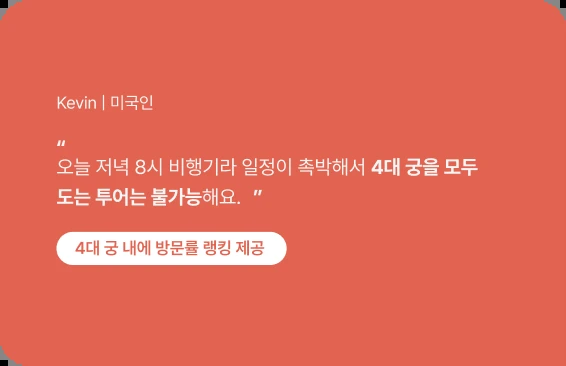 Kevin | 미국인
“
오늘 저녁 8시 비행기라 일정이 촉박해서 4대 궁을 모두
도는 투어는 불가능해요. ”
4대 궁 내에 방문률 랭킹 제공